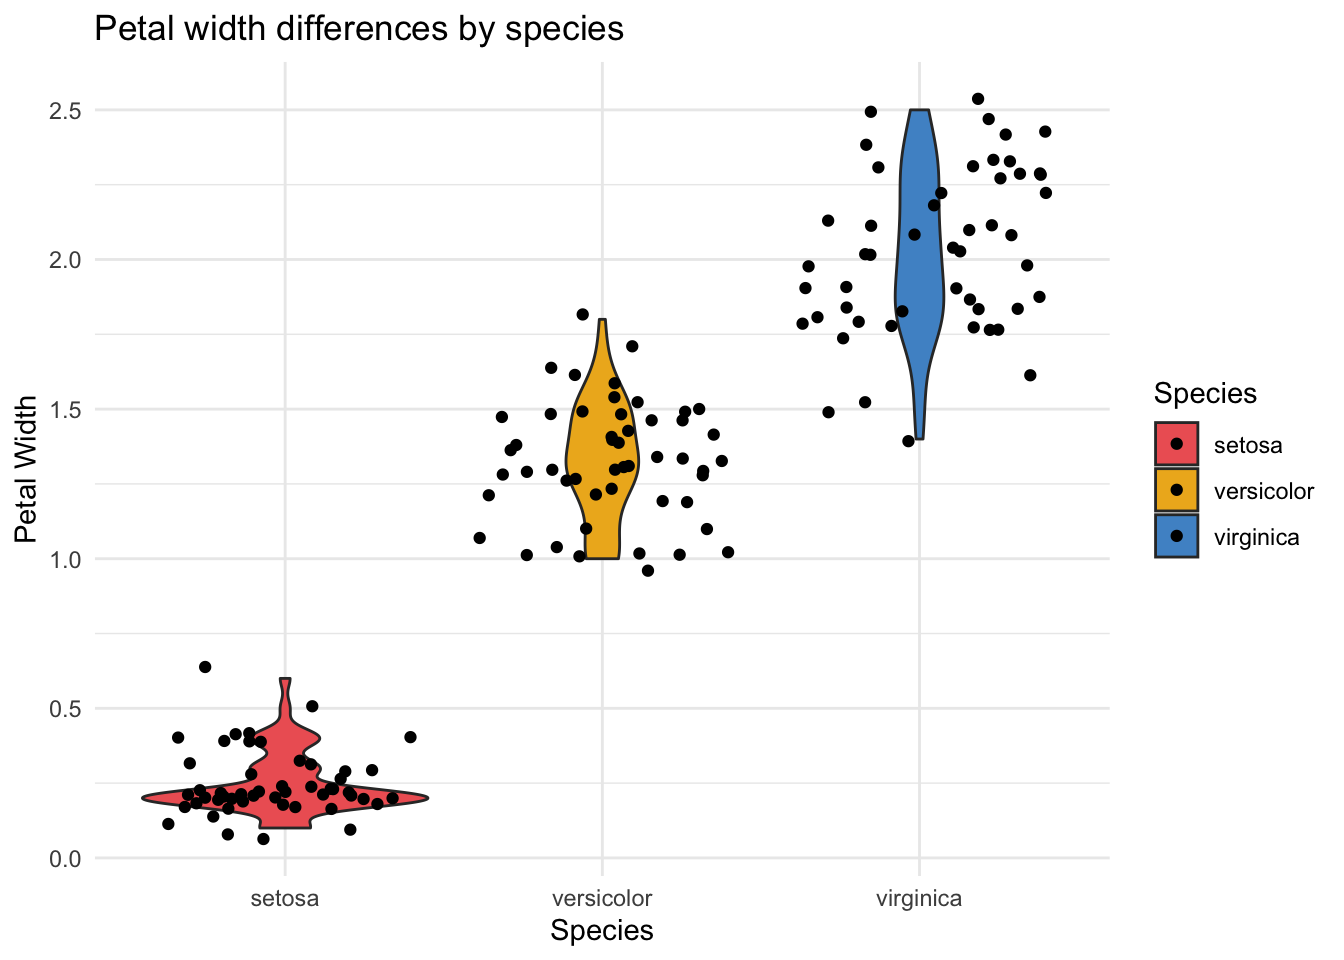 Petal width differences by species
2.5
2.0
1.5
1.0
0.5
0.0
Petal Width
setosa
versicolor
virginica
Species
Species
setosa
versicolor
virginica